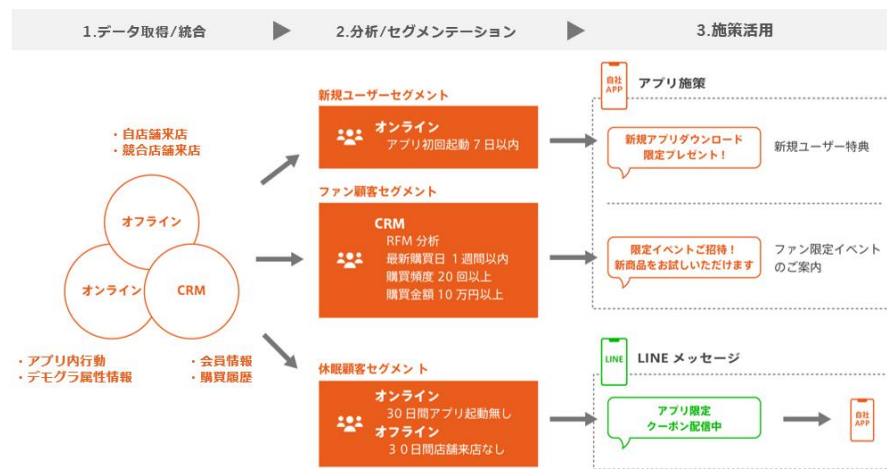 1.データ取得/統合
2.分析/セグメンテーション
3.施策活用
・自店舗来店
・競合店舗来店
オフライン
オンライン
CRM
・アプリ内行動
・デモグラ属性情報
・会員情報
・購買履歴
新規ユーザーセグメント
オンライン
アプリ初回起動 7 日以内
ファン顧客セグメント
CRM
RFM 分析
最新購買日 1 週間以内
購買頻度 20 回以上
購買金額 10 万円以上
休眠顧客セグメント
オンライン
30 日間アプリ起動無し
オフライン
３０日間店舗来店なし
自社
APP
アプリ施策
新規アプリダウンロード
限定プレゼント！
新規ユーザー特典
限定イベントご招待！
新商品をお試しいただけます
ファン限定イベント
のご案内
LINE
LINE メッセージ
アプリ限定
クーポン配信中
自社
APP